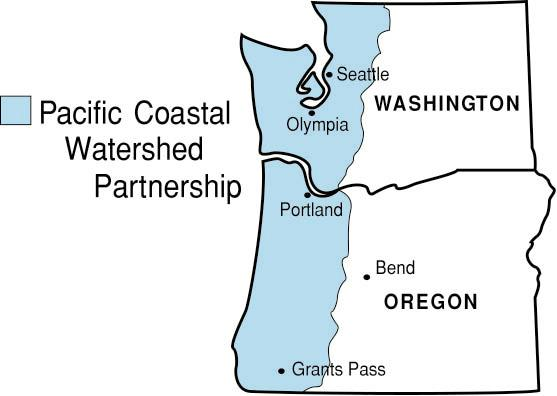 Pacific Coastal
Watershed
Partnership
Seattle
WASHINGTON
Olympia
Portland
Bend
OREGON
Grants Pass